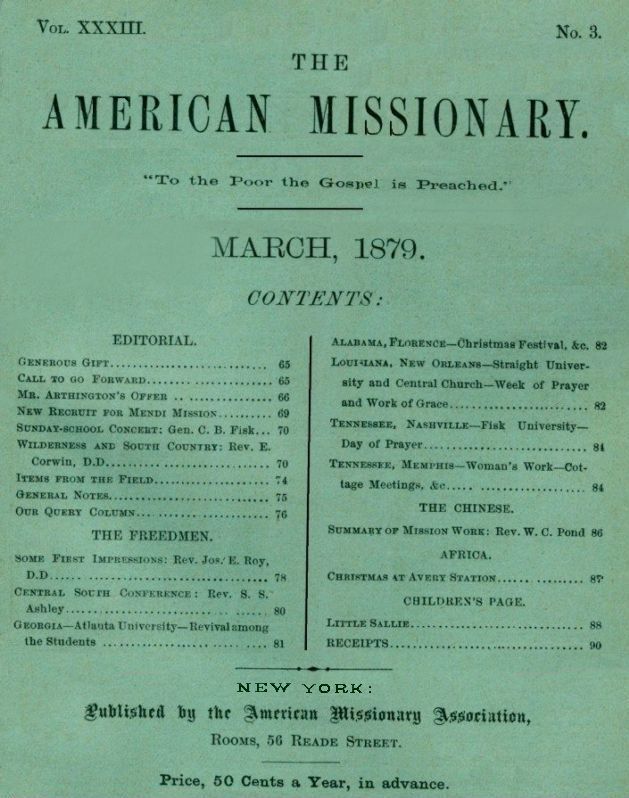 VOL. XXXIII.
No. 3.
THE
AMERICAN MISSIONARY.
“To the Poor the Gospel is Preached.”
MARCH, 1879.
CONTENTS:
EDITORIAL.
GENEROUS GIFT........ 65
CALL TO GO FORWARD........ 65
MR. ARTHINGTON'S OFFER ........ 66
NEW RECRUIT FOR MENDI MISSION........ 69
SUNDAY-SCHOOL CONCERT: Gen. C. B. Fisk... 70
WILDERNESS AND SOUTH COUNTRY: Rev. E.
Corwin, D.D........ 70
ITEMS FROM THE FIELD........ 74
GENERAL NOTES........ 75
OUR QUERY COLUMN........ 76
THE FREEDMEN.
SOME FIRST IMPRESSIONS: Rev. Jos. E. Roy,
D.D........ 78
CENTRAL SOUTH CONFERENCE: Rev. S. S.
Ashley........ 80
GEORGIA—Atlauta University—Revival among
the Students ........ 81
ALABAMA, FLORENCE—Christmas Festival, &c. 82
LOUISIANA, NEW ORLEANS—Straight Univer-
sity and Central Church—Week of Prayer
and Work of Grace........ 82
TENNESSEE, NASHVILLE—Fisk University—
Day of Prayer........ 84
TENNESSEE, MEMPHIS—Woman's Work—Cot-
tage Meetings, &c........ 84
THE CHINESE.
SUMMARY OF MISSION WORK: Rev. W. C. Pond 86
AFRICA.
CHRISTMAS AT AVERY STATION........ 87
CHILDREN'S PAGE.
LITTLE SALLIE........ 88
RECEIPTS........ 90
NEW YORK:
Published by the American Missionary Association,
ROOMS, 56 READE STREET.
Price, 50 Cents a Year, in advance.